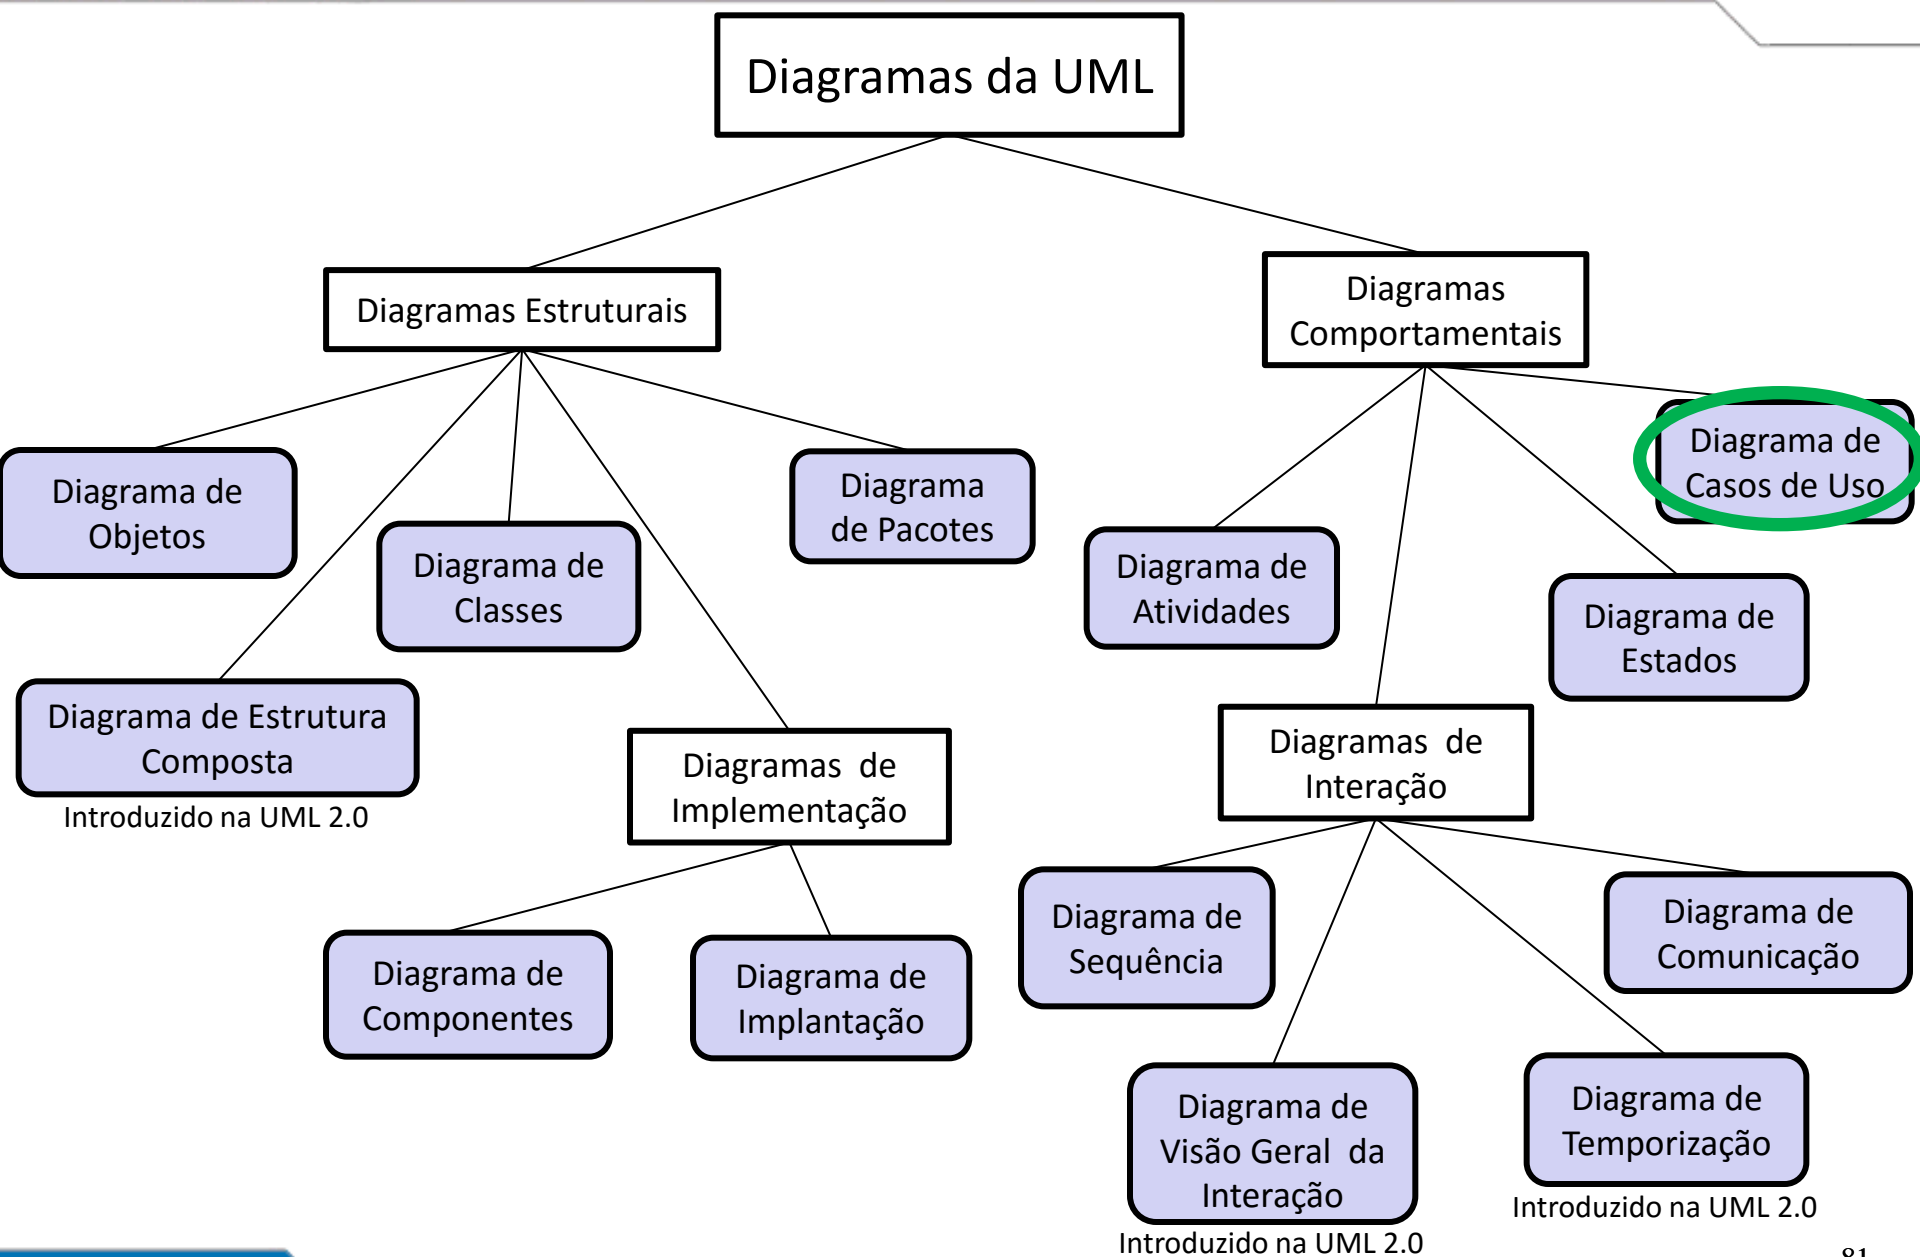 Diagramas da UML
Diagramas Estruturais
Diagramas
Comportamentais
Diagrama de
Objetos
Diagrama de
Classes
Diagrama
de Pacotes
Diagrama de Estrutura
Composta
Introduzido na UML 2.0
Diagramas de
Implementação
Diagrama de
Componentes
Diagrama de
Implantação
Diagrama de
Casos de Uso
Diagrama de
Atividades
Diagrama de
Estados
Diagramas de
Interação
Diagrama de
Sequência
Diagrama de
Comunicação
Diagrama de
Visão Geral da
Interação
Introduzido na UML 2.0
Diagrama de
Temporização
Introduzido na UML 2.0
81